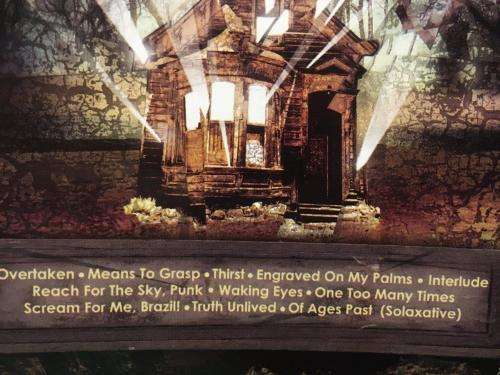 Overtaken • Means To Grasp • Thirst • Engraved On My Palms • Interlude
Reach For The Sky, Punk • Waking Eyes • One Too Many Times
Scream For Me, Brazil! • Truth Unlived • Of Ages Past (Solaxative)